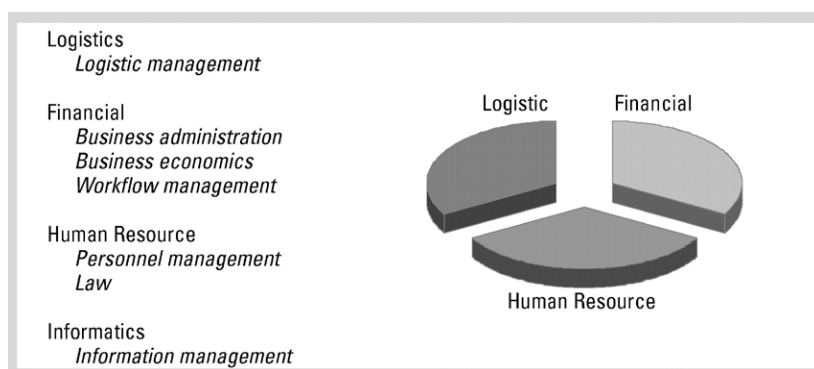 Logistics
Logistic management
Financial
Business administration
Business economics
Workflow management
Human Resource
Personnel management
Law
Informatics
Information management
Logistic
Financial
Human Resource